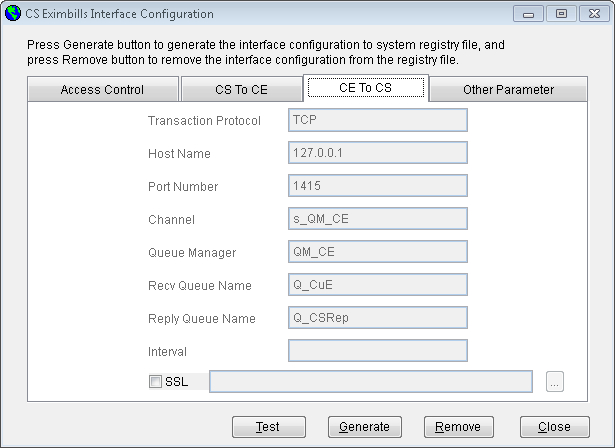 CS Eximbills Interface Configuration
Press Generate button to generate the interface configuration to system registry file, and
press Remove button to remove the interface configuration from the registry file.
Access Control CS To CE CE To CS Other Parameter
Transaction Protocol TCP
Host Name 127.0.0.1
Port Number 1415
Channel s_QM_CE
Queue Manager QM_CE
Recv Queue Name Q_CuE
Reply Queue Name Q_CSRep
Interval
SSL ...
Test Generate Remove Close